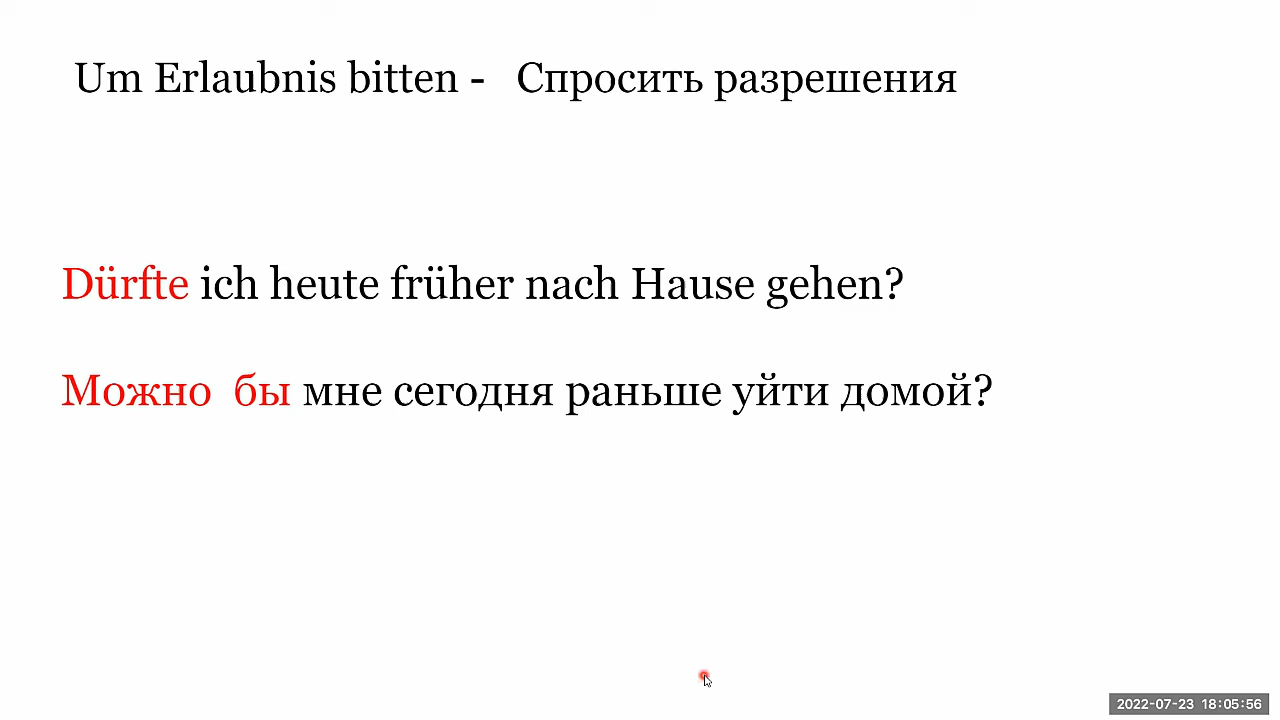 Um Erlaubnis bitten - Спросить разрешения
Dürfte ich heute früher nach Hause gehen?
Можно бы мне сегодня раньше уйти домой?
2022-07-23 18:05:56